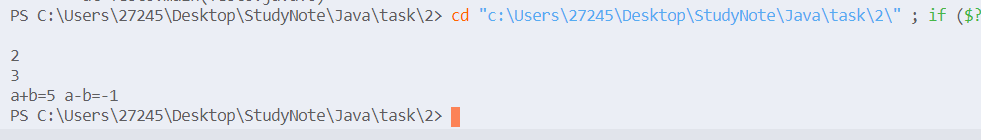 PS C:\Users\27245\Desktop\StudyNote\Java\task\2> cd "c:\Users\27245\Desktop\StudyNote\Java\task\2\" ; if ($?
2
3
a+b=5 a-b=-1
PS C:\Users\27245\Desktop\StudyNote\Java\task\2>